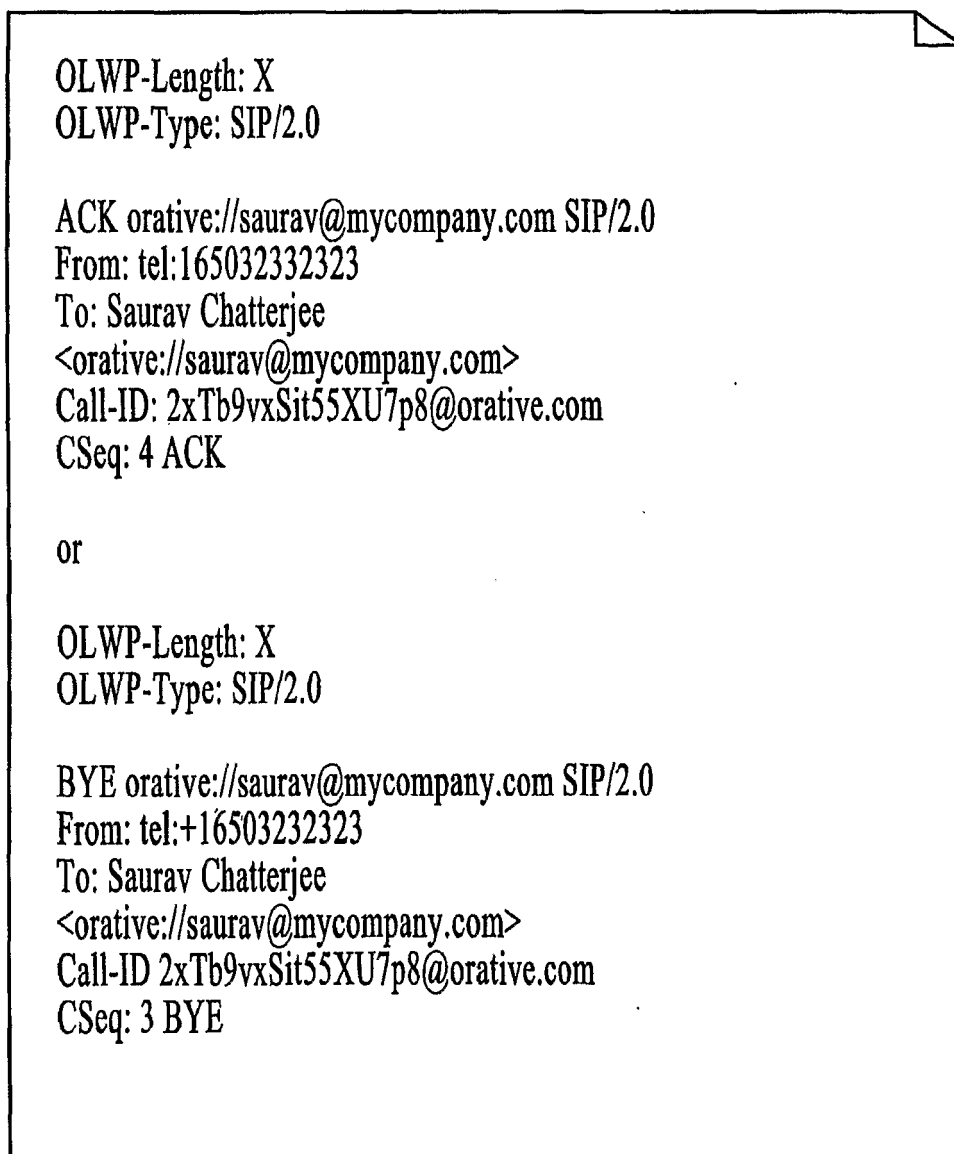 OLWP-Length: X
OLWP-Type: SIP/2.0
ACK orative://saurav@mycompany.com SIP/2.0
From: tel:165032332323
To: Saurav Chatterjee
<orative://saurav@mycompany.com>
Call-ID: 2xTb9vxSit55XU7p8@orative.com
CSeq: 4 ACK
or
OLWP-Length: X
OLWP-Type: SIP/2.0
BYE orative://saurav@mycompany.com SIP/2.0
From: tel:+16503232323
To: Saurav Chatterjee
<orative://saurav@mycompany.com>
Call-ID 2xTb9vxSit55XU7p8@orative.com
CSeq: 3 BYE